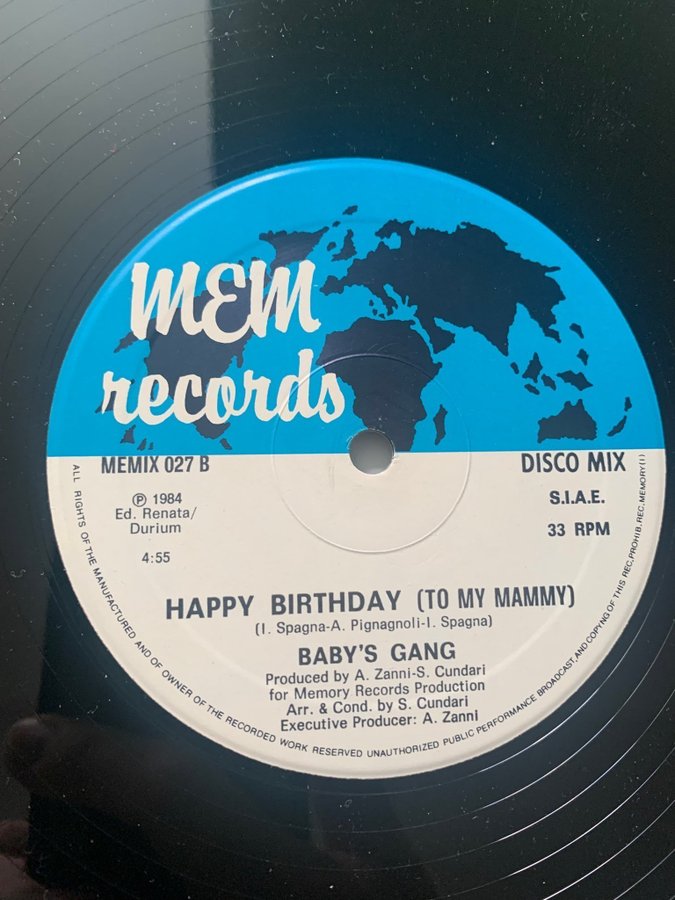 MEM
records
MEMIX 027 B
DISCO MIX
℗ 1984
Ed. Renata/
Durium
4:55
S.I.A.E.
33 RPM
HAPPY BIRTHDAY (TO MY MAMMY)
(I. Spagna-A. Pignagnoli-I. Spagna)
BABY'S GANG
Produced by A. Zanni-S. Cundari
for Memory Records Production
Arr. & Cond. by S. Cundari
Executive Producer: A. Zanni
ALL RIGHTS OF THE MANUFACTURED AND OF OWNER OF THE RECORDED WORK RESERVED UNAUTHORIZED PUBLIC PERFORMANCE BROADCAST, AND COPYNG OF THIS REC. PROHIB. REC. MEMORY (I)